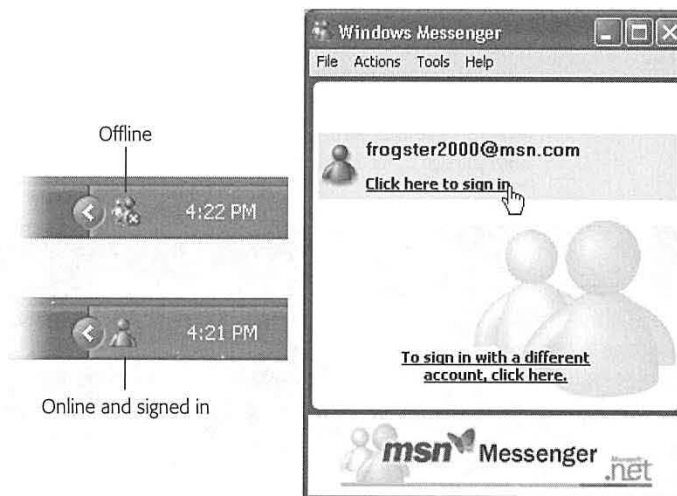 Offline
4:22 PM
4:21 PM
Online and signed in
Windows Messenger
File Actions Tools Help
frogster2000@msn.com
Click here to sign in
To sign in with a different
account, click here.
msn Messenger
Microsoft
.net